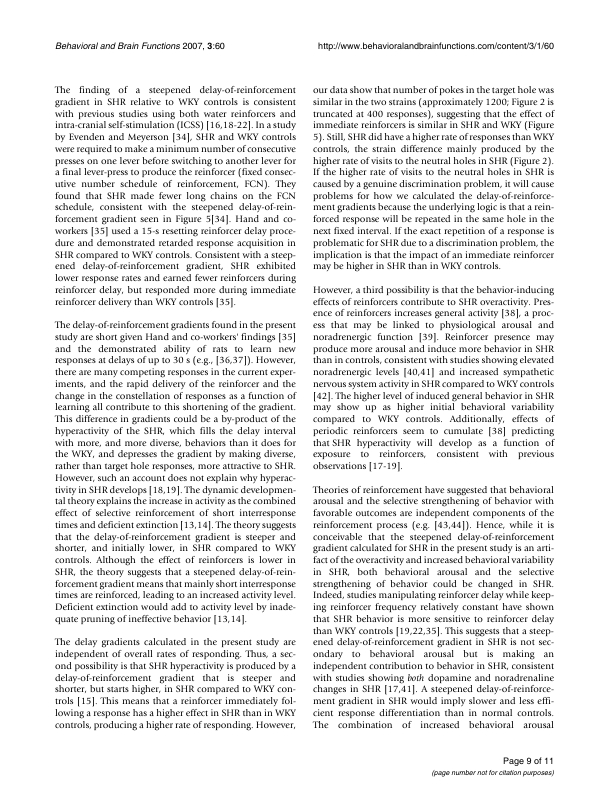 Behavioral and Brain Functions 2007, 3:60
http://www.behavioralandbrainfunctions.com/content/3/1/60
The finding of a steepened delay-of-reinforcement
gradient in SHR relative to WKY controls is consistent
with previous studies using both water reinforcers and
intra-cranial self-stimulation (ICSS) [16,18-22]. In a study
by Evenden and Meyerson [34], SHR and WKY controls
were required to make a minimum number of consecutive
presses on one lever before switching to another lever for
a final lever-press to produce the reinforcer (fixed consec-
utive number schedule of reinforcement, FCN). They
found that SHR made fewer long chains on the FCN
schedule, consistent with the steepened delay-of-rein-
forcement gradient seen in Figure 5[34]. Hand and co-
workers [35] used a 15-s resetting reinforcer delay proce-
dure and demonstrated retarded response acquisition in
SHR compared to WKY controls. Consistent with a steep-
ened delay-of-reinforcement gradient, SHR exhibited
lower response rates and earned fewer reinforcers during
reinforcer delay, but responded more during immediate
reinforcer delivery than WKY controls [35].
The delay-of-reinforcement gradients found in the present
study are short given Hand and co-workers' findings [35]
and the demonstrated ability of rats to learn new
responses at delays of up to 30 s (e.g., [36,37]). However,
there are many competing responses in the current exper-
iments, and the rapid delivery of the reinforcer and the
change in the constellation of responses as a function of
learning all contribute to this shortening of the gradient.
This difference in gradients could be a by-product of the
hyperactivity of the SHR, which fills the delay interval
with more, and more diverse, behaviors than it does for
the WKY, and depresses the gradient by making diverse,
rather than target hole responses, more attractive to SHR.
However, such an account does not explain why hyperac-
tivity in SHR develops [18,19]. The dynamic developmen-
tal theory explains the increase in activity as the combined
effect of selective reinforcement of short interresponse
times and deficient extinction [13,14]. The theory suggests
that the delay-of-reinforcement gradient is steeper and
shorter, and initially lower, in SHR compared to WKY
controls. Although the effect of reinforcers is lower in
SHR, the theory suggests that a steepened delay-of-rein-
forcement gradient means that mainly short interresponse
times are reinforced, leading to an increased activity level.
Deficient extinction would add to activity level by inade-
quate pruning of ineffective behavior [13,14].
The delay gradients calculated in the present study are
independent of overall rates of responding. Thus, a sec-
ond possibility is that SHR hyperactivity is produced by a
delay-of-reinforcement gradient that is steeper and
shorter, but starts higher, in SHR compared to WKY con-
trols [15]. This means that a reinforcer immediately fol-
lowing a response has a higher effect in SHR than in WKY
controls, producing a higher rate of responding. However,
our data show that number of pokes in the target hole was
similar in the two strains (approximately 1200; Figure 2 is
truncated at 400 responses), suggesting that the effect of
immediate reinforcers is similar in SHR and WKY (Figure
5). Still, SHR did have a higher rate of responses than WKY
controls, the strain difference mainly produced by the
higher rate of visits to the neutral holes in SHR (Figure 2).
If the higher rate of visits to the neutral holes in SHR is
caused by a genuine discrimination problem, it will cause
problems for how we calculated the delay-of-reinforce-
ment gradients because the underlying logic is that a rein-
forced response will be repeated in the same hole in the
next fixed interval. If the exact repetition of a response is
problematic for SHR due to a discrimination problem, the
implication is that the impact of an immediate reinforcer
may be higher in SHR than in WKY controls.
However, a third possibility is that the behavior-inducing
effects of reinforcers contribute to SHR overactivity. Pres-
ence of reinforcers increases general activity [38], a proc-
ess that may be linked to physiological arousal and
noradrenergic function [39]. Reinforcer presence may
produce more arousal and induce more behavior in SHR
than in controls, consistent with studies showing elevated
noradrenergic levels [40,41] and increased sympathetic
nervous system activity in SHR compared to WKY controls
[42]. The higher level of induced general behavior in SHR
may show up as higher initial behavioral variability
compared to WKY controls. Additionally, effects of
periodic reinforcers seem to cumulate [38] predicting
that SHR hyperactivity will develop as a function of
exposure to reinforcers, consistent with previous
observations [17-19].
Theories of reinforcement have suggested that behavioral
arousal and the selective strengthening of behavior with
favorable outcomes are independent components of the
reinforcement process (e.g. [43,44]). Hence, while it is
conceivable that the steepened delay-of-reinforcement
gradient calculated for SHR in the present study is an arti-
fact of the overactivity and increased behavioral variability
in SHR, both behavioral arousal and the selective
strengthening of behavior could be changed in SHR.
Indeed, studies manipulating reinforcer delay while keep-
ing reinforcer frequency relatively constant have shown
that SHR behavior is more sensitive to reinforcer delay
than WKY controls [19,22,35]. This suggests that a steep-
ened delay-of-reinforcement gradient in SHR is not sec-
ondary to behavioral arousal but is making an
independent contribution to behavior in SHR, consistent
with studies showing both dopamine and noradrenaline
changes in SHR [17,41]. A steepened delay-of-reinforce-
ment gradient in SHR would imply slower and less effi-
cient response differentiation than in normal controls.
The combination of increased behavioral arousal
Page 9 of 11
(page number not for citation purposes)